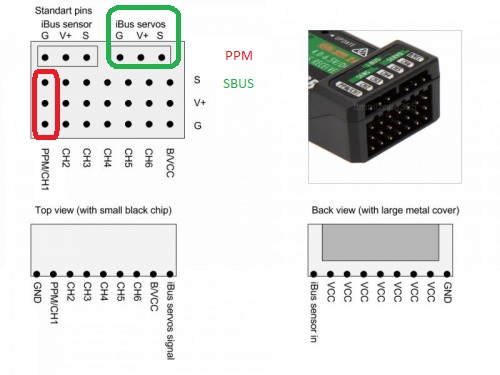 Standart pins
iBus sensor iBus servos
G V+ S G V+ S
PPM
SBUS
S
V+
G
PPM/CH1
CH2
CH3
CH4
CH5
CH6
B/VCC
Top view (with small black chip)
GND
PPM/CH1
CH2
CH3
CH4
CH5
CH6
B/VCC
iBus servos signal
Back view (with large metal cover)
iBus sensor in
VCC
VCC
VCC
VCC
VCC
VCC
VCC
GND